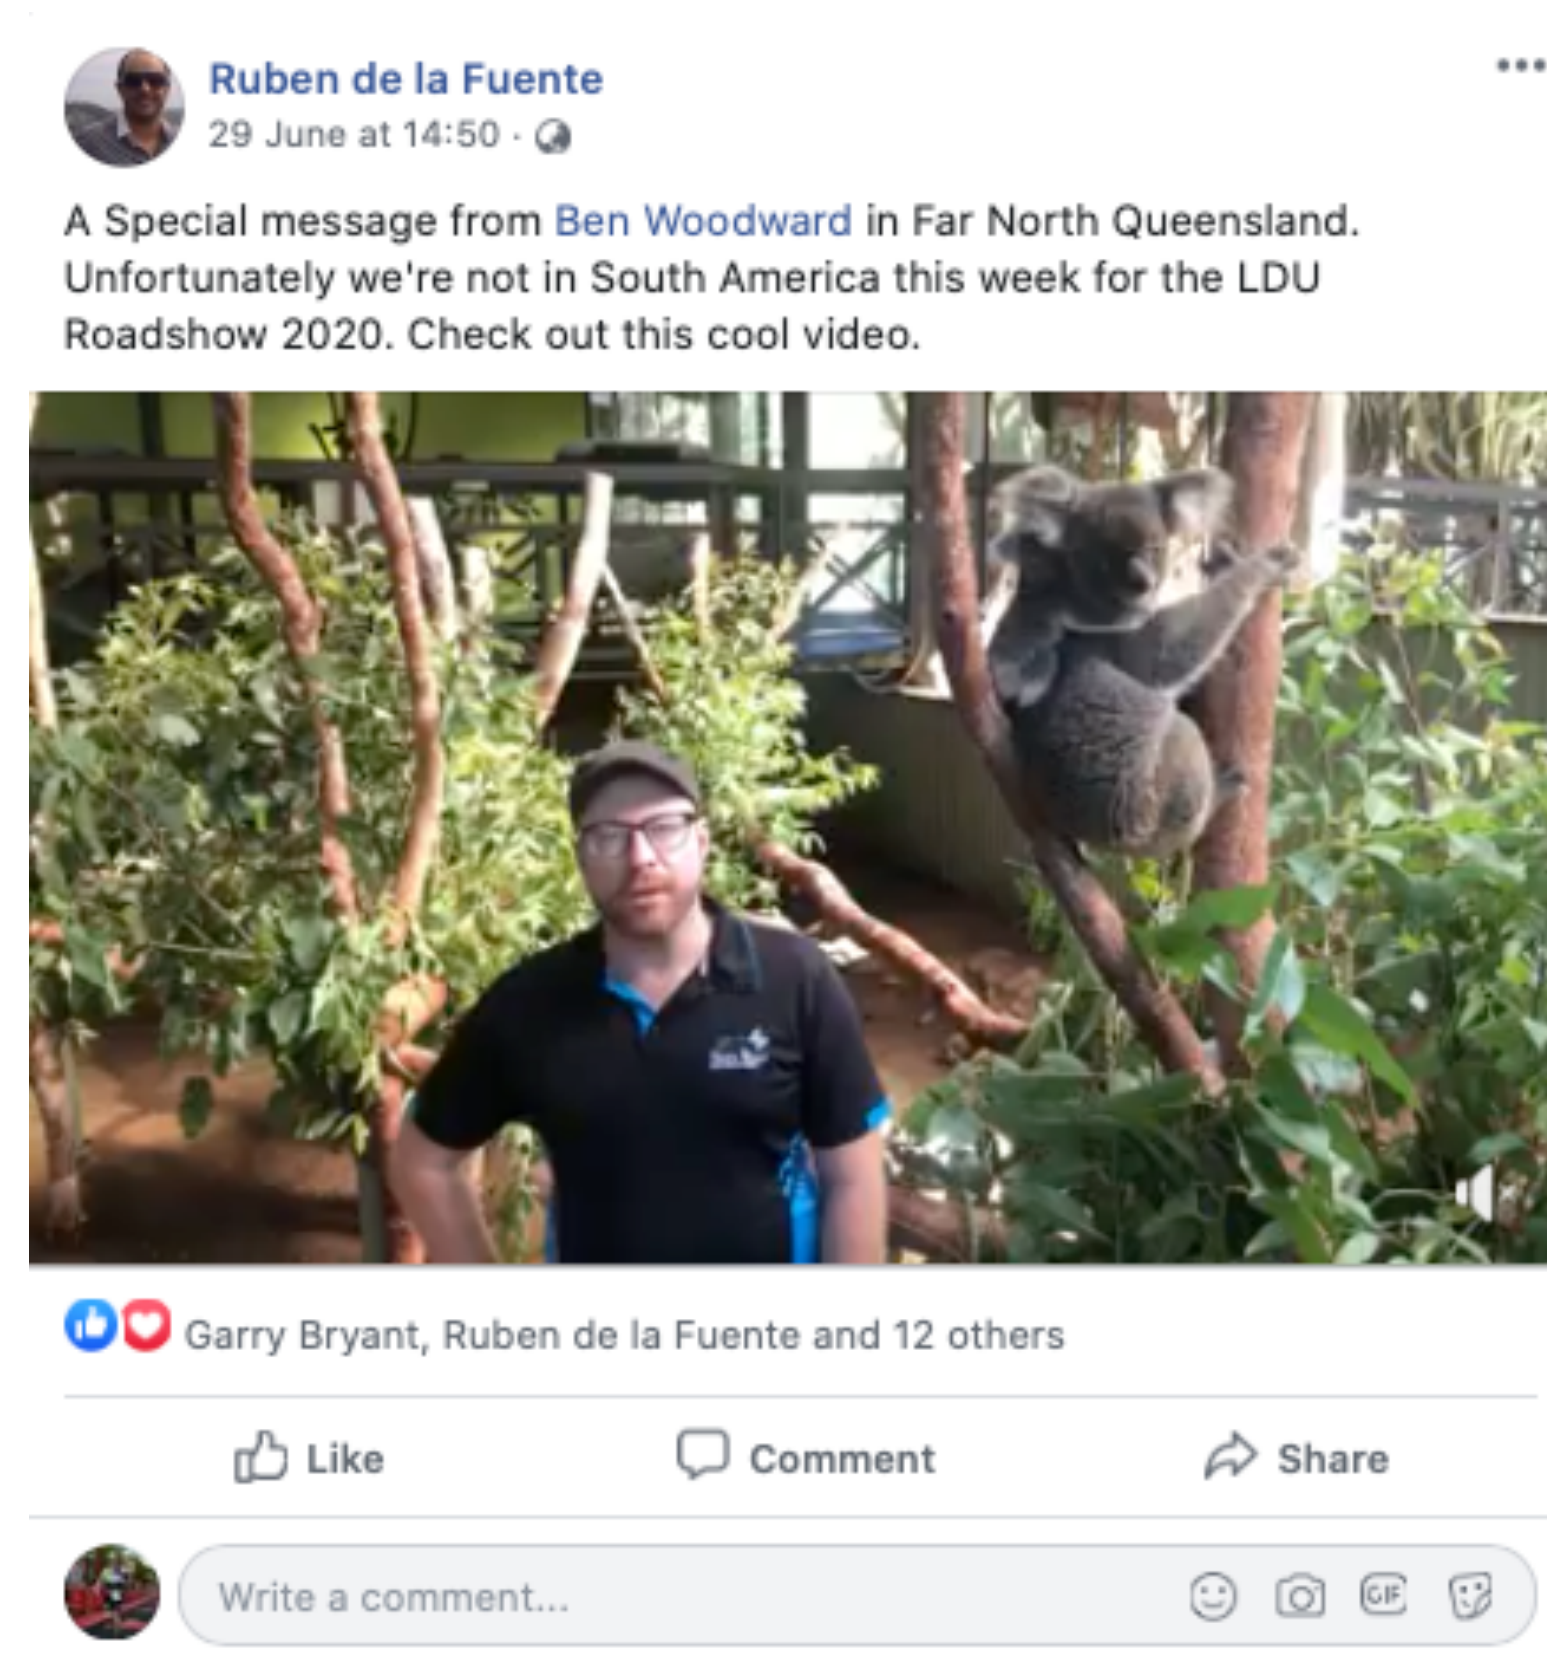 Ruben de la Fuente
29 June at 14:50 ·
A Special message from Ben Woodward in Far North Queensland.
Unfortunately we're not in South America this week for the LDU
Roadshow 2020. Check out this cool video.
Garry Bryant, Ruben de la Fuente and 12 others
Like
Comment
Share
Write a comment...
GIF